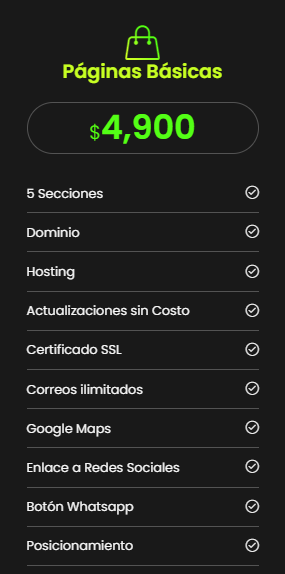 Páginas Básicas
$4,900
5 Secciones
Dominio
Hosting
Actualizaciones sin Costo
Certificado SSL
Correos ilimitados
Google Maps
Enlace a Redes Sociales
Botón Whatsapp
Posicionamiento